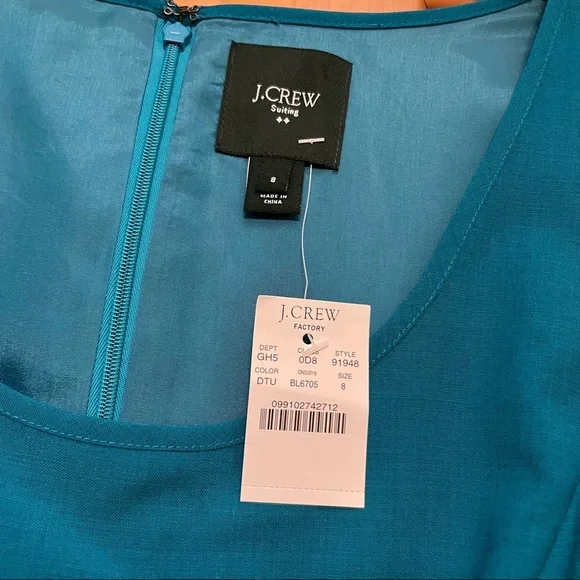 J.CREW
Suiting
8
MADE IN
CHINA
J.CREW
FACTORY
DEPT STYLE
GH5 0D8 91948
COLOR SIZE
DTU BL6705 8
099102742712